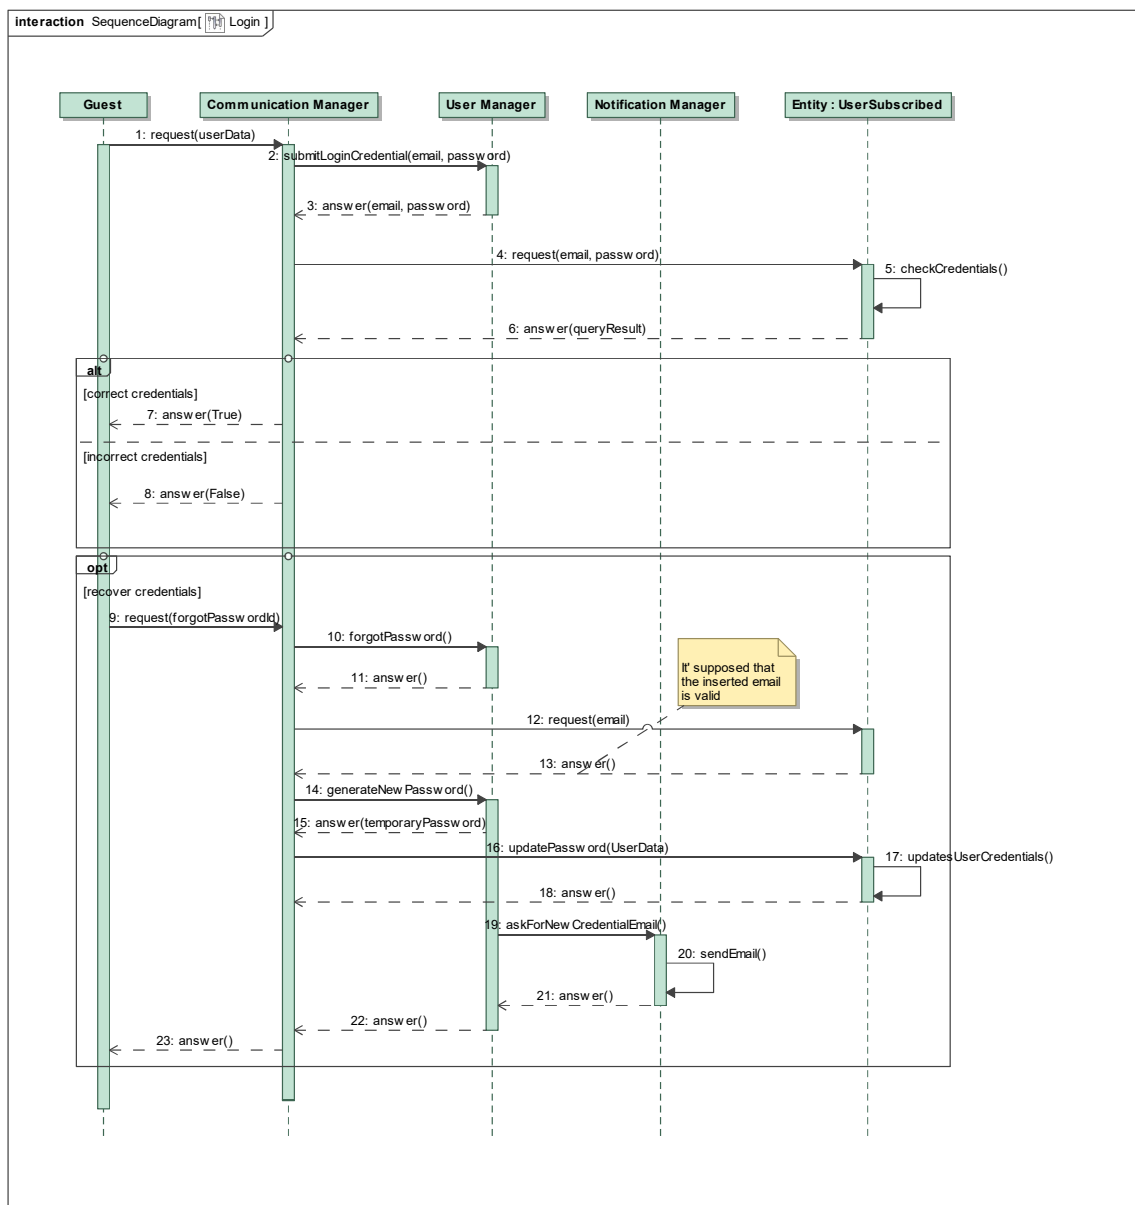 interaction SequenceDiagram[ Login ]
Guest
Communication Manager
User Manager
Notification Manager
Entity : UserSubscribed
1: request(userData)
2: submitLoginCredential(email, password)
3: answer(email, password)
4: request(email, password)
5: checkCredentials()
6: answer(queryResult)
alt
[correct credentials]
7: answer(True)
[incorrect credentials]
8: answer(False)
opt
[recover credentials]
9: request(forgotPasswordId)
10: forgotPassword()
It' supposed that
the inserted email
is valid
11: answer()
12: request(email)
13: answer()
14: generateNewPassword()
15: answer(temporaryPassword)
16: updatePassword(UserData)
17: updatesUserCredentials()
18: answer()
19: askForNewCredentialEmail()
20: sendEmail()
21: answer()
22: answer()
23: answer()